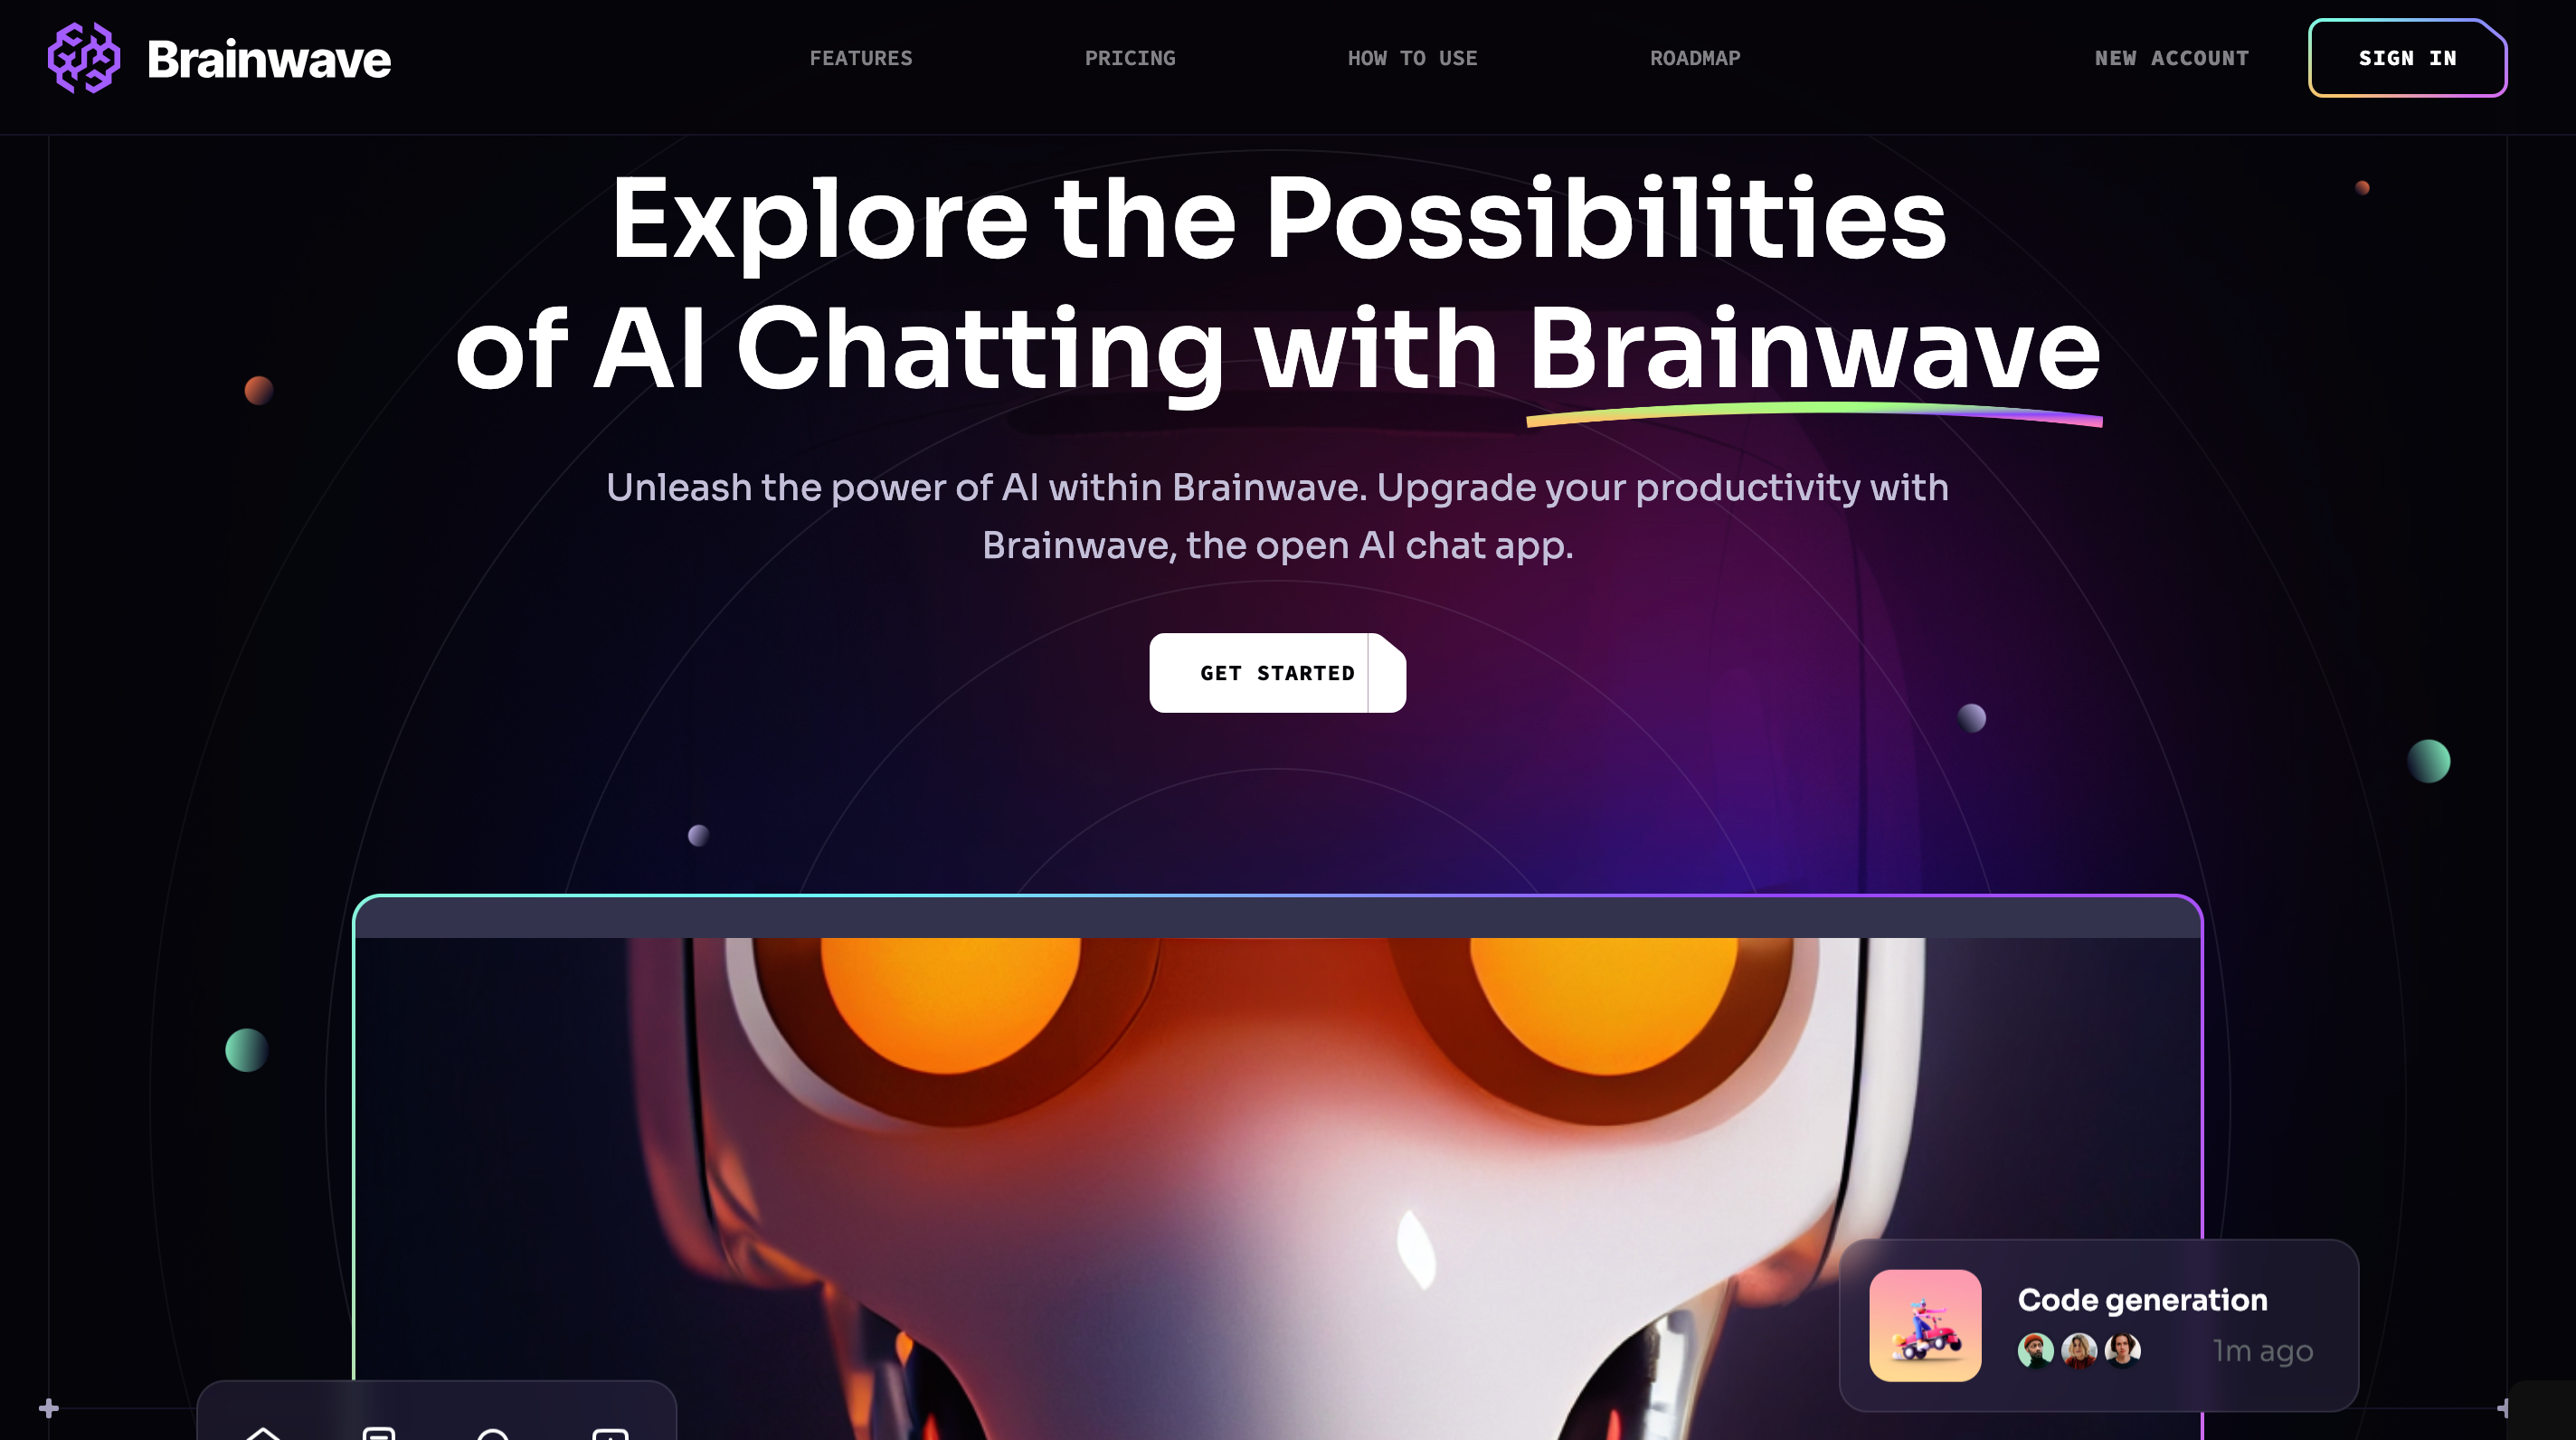 Brainwave
FEATURES
PRICING
HOW TO USE
ROADMAP
NEW ACCOUNT
SIGN IN
Explore the Possibilities
of AI Chatting with Brainwave
Unleash the power of AI within Brainwave. Upgrade your productivity with
Brainwave, the open AI chat app.
GET STARTED
Code generation
1m ago